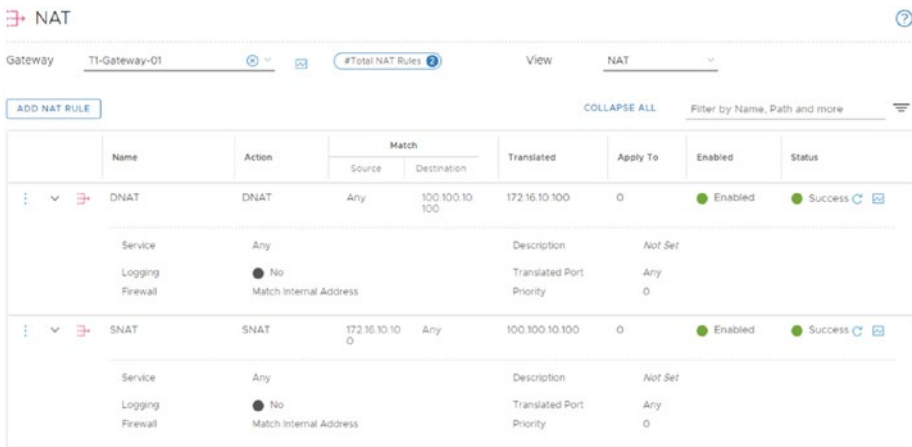 NAT
Gateway T1-Gateway-01 #Total NAT Rules 2 View NAT
ADD NAT RULE COLLAPSE ALL Filter by Name, Path and more
Match
Name Action Translated Apply To Enabled Status
Source Destination
DNAT DNAT Any 100.100.10 172.16.10.100 0 Enabled Success
100
Service Any Description Not Set
Logging No Translated Port Any
Firewall Match Internal Address Priority 0
SNAT SNAT 172.16.10.10 Any 100.100.10.100 0 Enabled Success
0
Service Any Description Not Set
Logging No Translated Port Any
Firewall Match Internal Address Priority 0